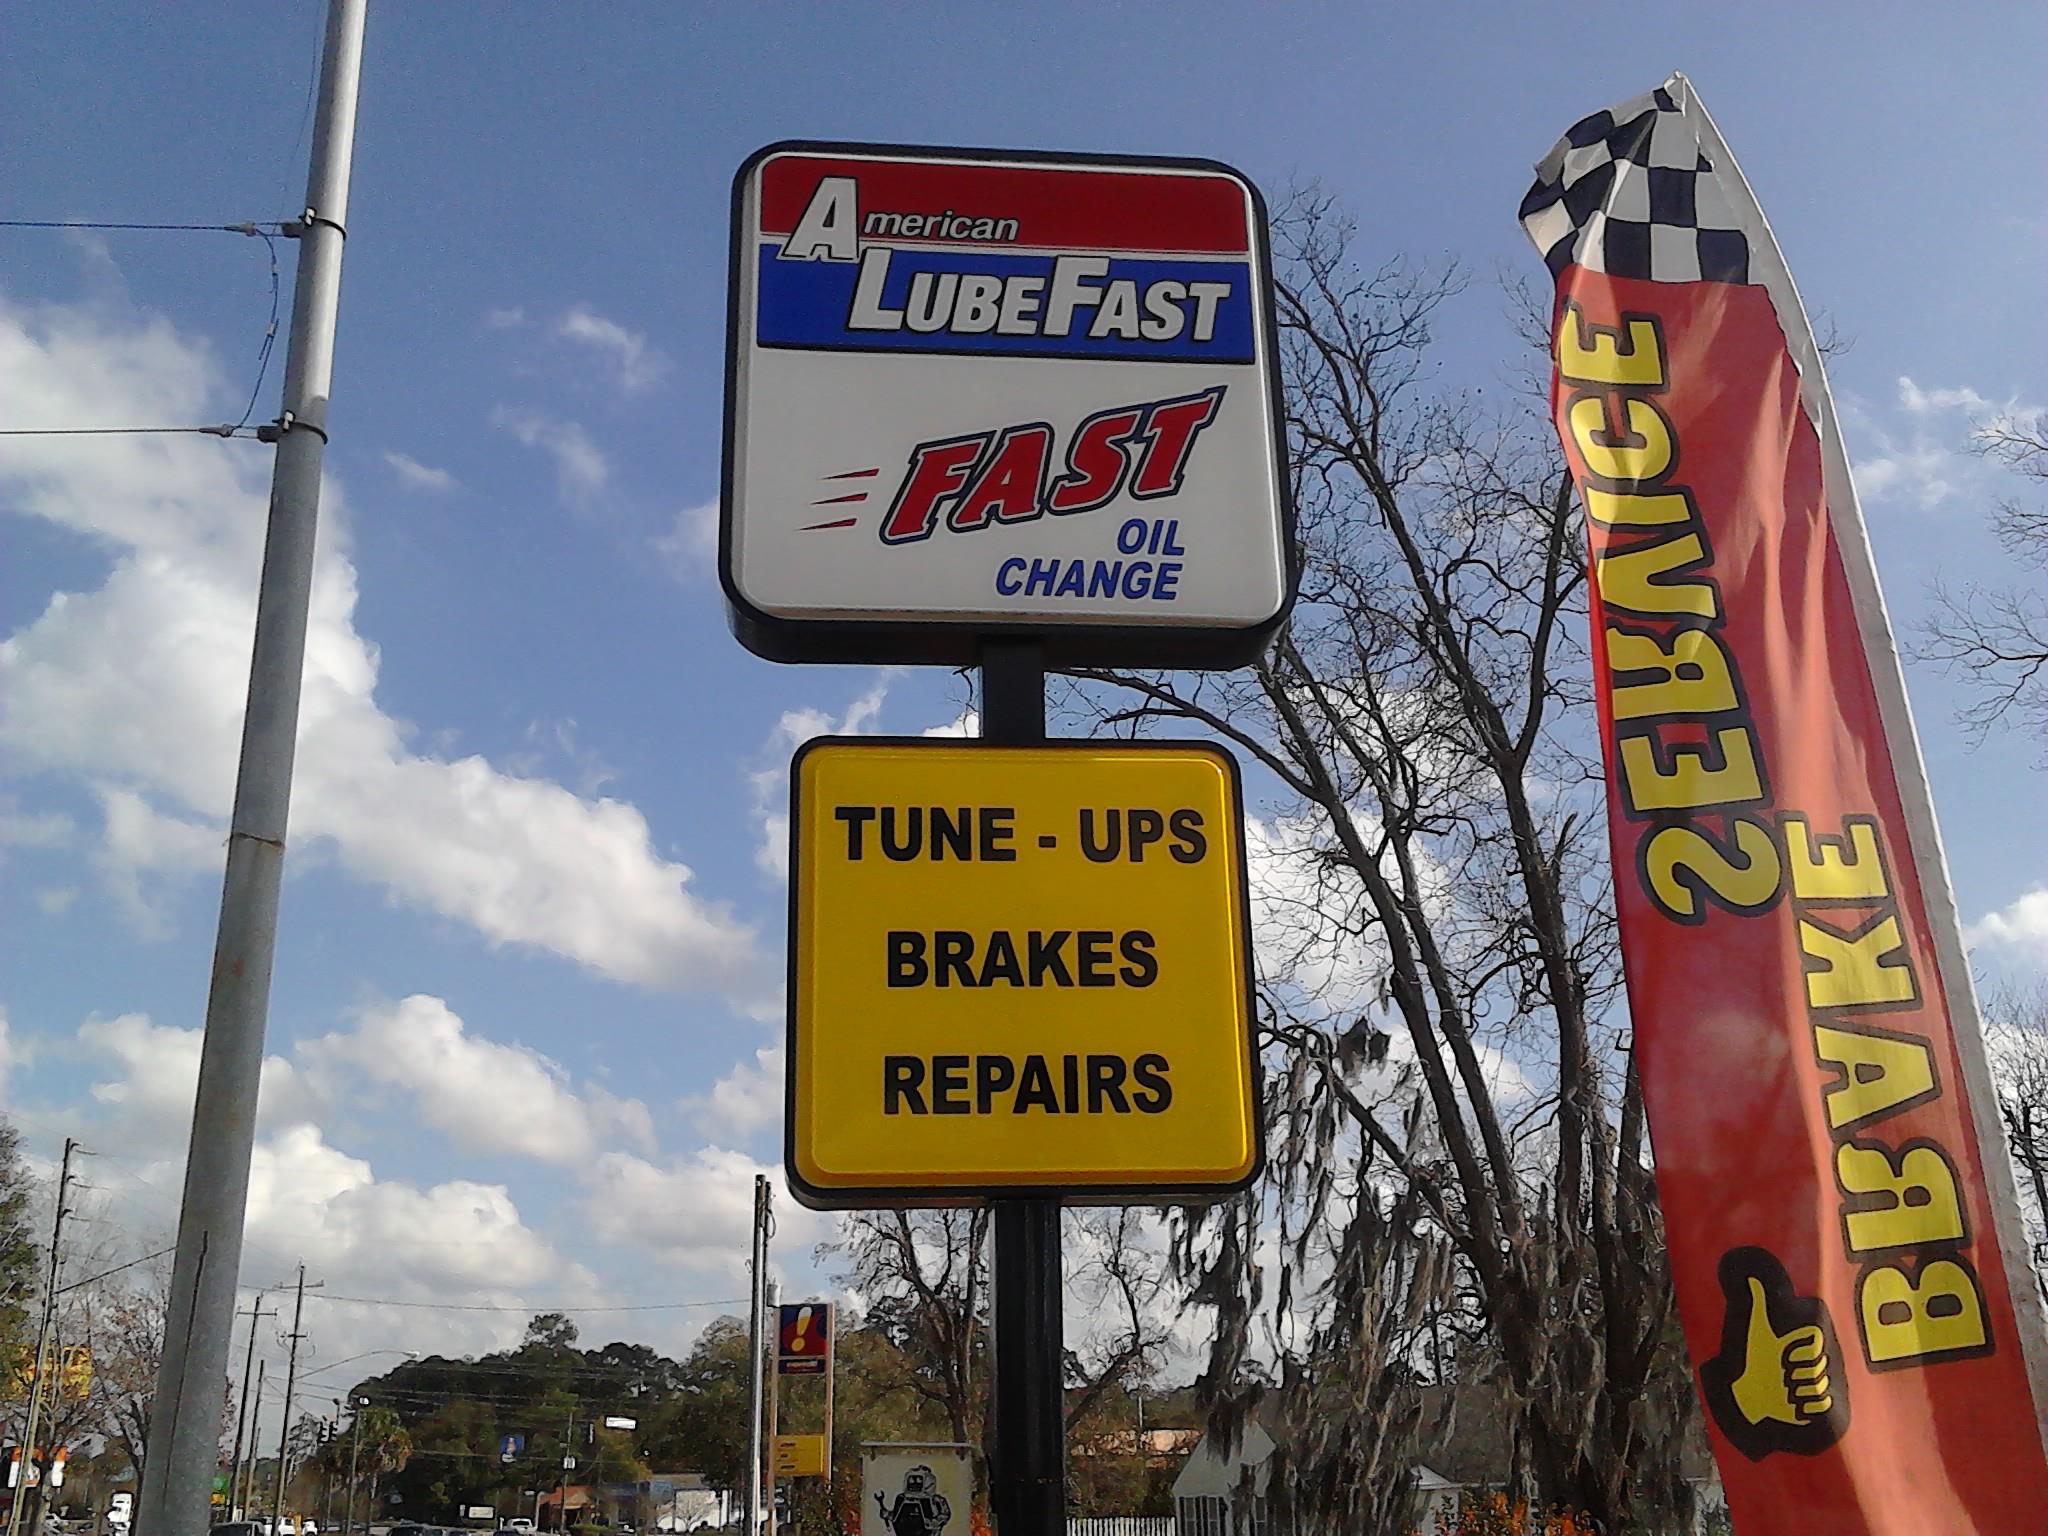 American
LubeFast
FAST
OIL
CHANGE
TUNE - UPS
BRAKES
REPAIRS
BRAKE
SERVICE